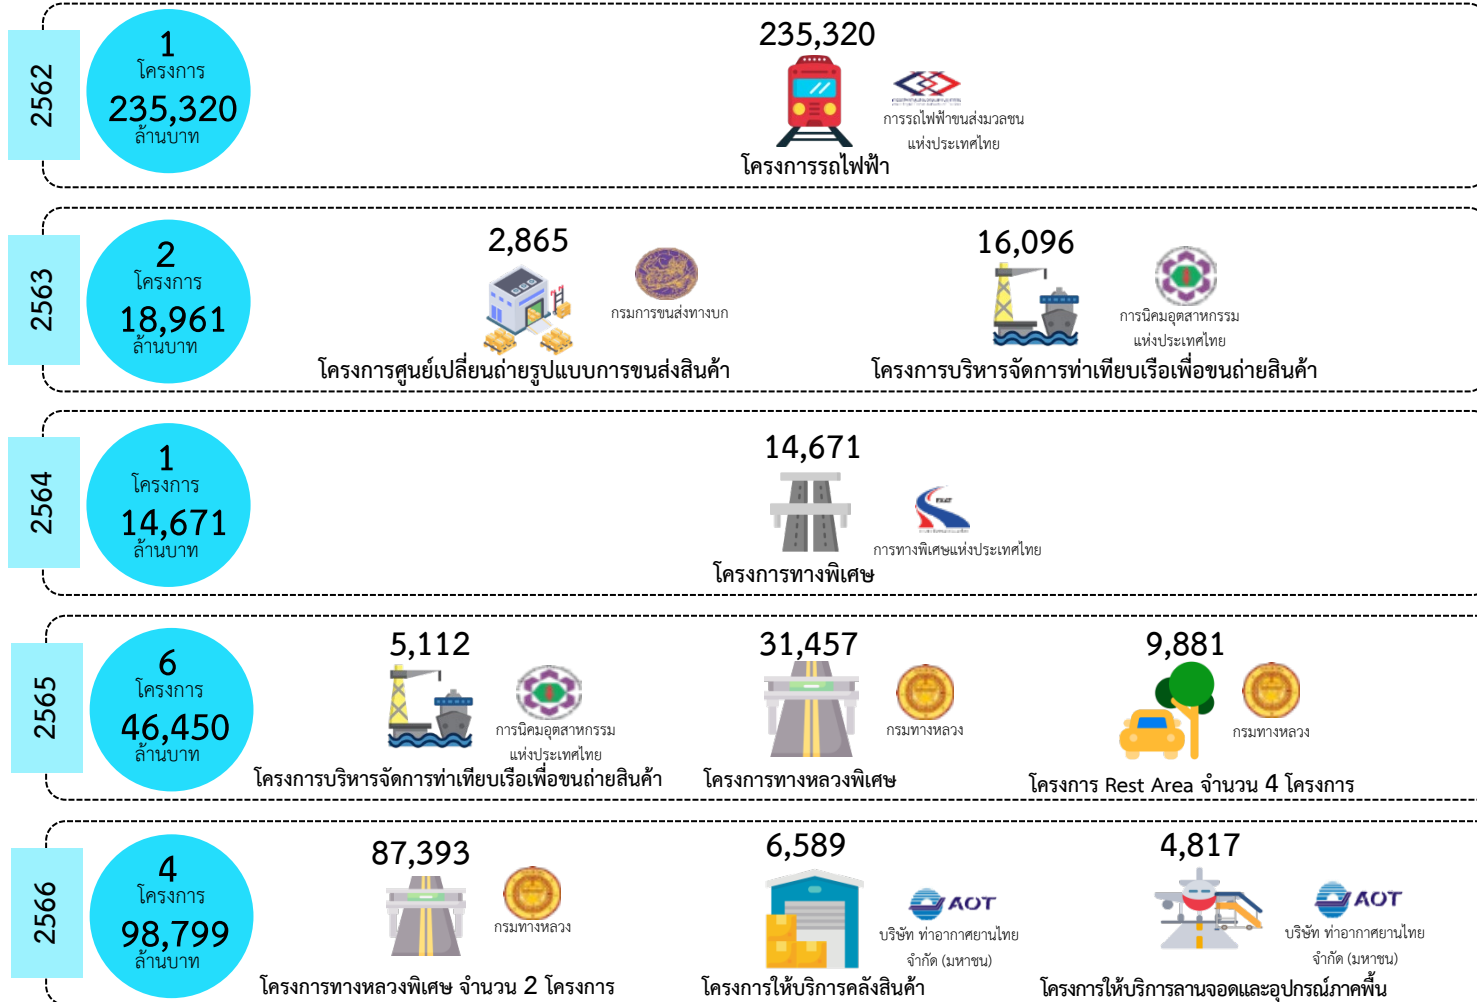 2562
1
โครงการ
235,320
ล้านบาท
235,320
การรถไฟฟ้าขนส่งมวลชน
แห่งประเทศไทย
โครงการรถไฟฟ้า
2563
2
โครงการ
18,961
ล้านบาท
2,865
กรมการขนส่งทางบก
โครงการศูนย์เปลี่ยนถ่ายรูปแบบการขนส่งสินค้า
16,096
การนิคมอุตสาหกรรม
แห่งประเทศไทย
โครงการบริหารจัดการท่าเทียบเรือเพื่อขนถ่ายสินค้า
2564
1
โครงการ
14,671
ล้านบาท
14,671
การทางพิเศษแห่งประเทศไทย
โครงการทางพิเศษ
2565
6
โครงการ
46,450
ล้านบาท
5,112
การนิคมอุตสาหกรรม
แห่งประเทศไทย
โครงการบริหารจัดการท่าเทียบเรือเพื่อขนถ่ายสินค้า
31,457
กรมทางหลวง
โครงการทางหลวงพิเศษ
9,881
กรมทางหลวง
โครงการ Rest Area จำนวน 4 โครงการ
2566
4
โครงการ
98,799
ล้านบาท
87,393
กรมทางหลวง
โครงการทางหลวงพิเศษ จำนวน 2 โครงการ
6,589
AOT
บริษัท ท่าอากาศยานไทย
จำกัด (มหาชน)
โครงการให้บริการคลังสินค้า
4,817
AOT
บริษัท ท่าอากาศยานไทย
จำกัด (มหาชน)
โครงการให้บริการลานจอดและอุปกรณ์ภาคพื้น